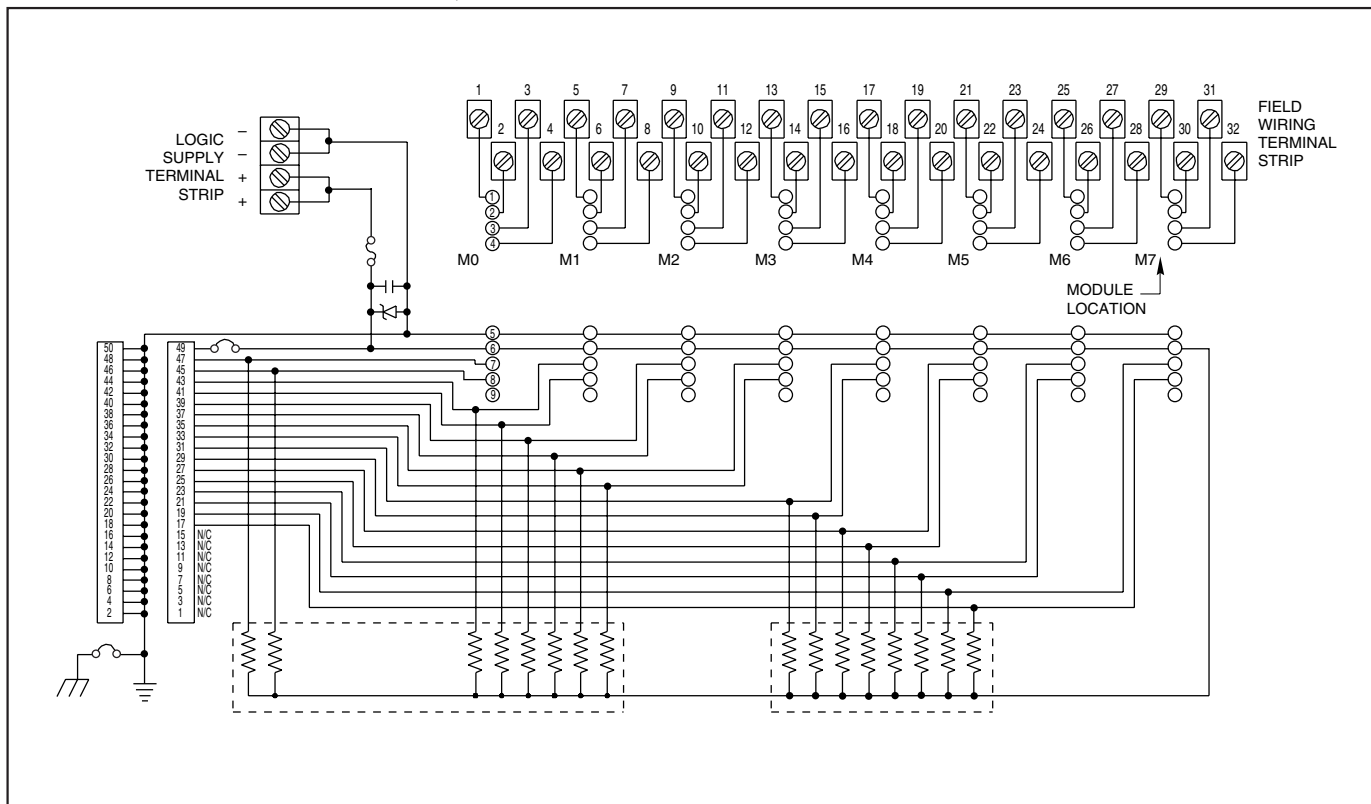 1 3 5 7 9 11 13 15 17 19 21 23 25 27 29 31
2 4 6 8 10 12 14 16 18 20 22 24 26 28 30 32
FIELD
WIRING
TERMINAL
STRIP
LOGIC −
SUPPLY −
TERMINAL +
STRIP +
1
2
3
4
M0 M1 M2 M3 M4 M5 M6 M7
MODULE
LOCATION
5
6
7
8
9
50 49
48 47
46 45
44 43
42 41
40 39
38 37
36 35
34 33
32 31
30 29
28 27
26 25
24 23
22 21
20 19
18 17
16 15 N/C
14 13 N/C
12 11 N/C
10 9 N/C
8 7 N/C
6 5 N/C
4 3 N/C
2 1 N/C